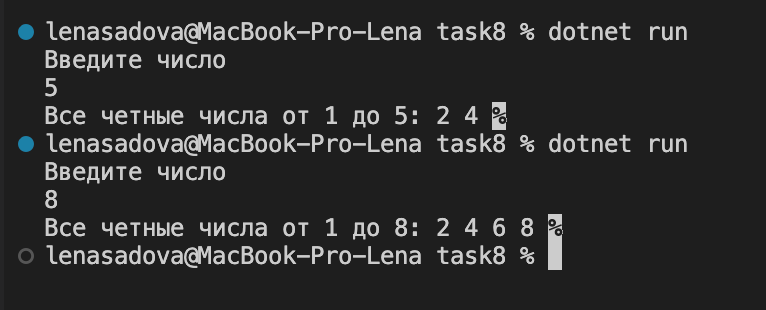 lenasadova@MacBook-Pro-Lena task8 % dotnet run
Введите число
5
Все четные числа от 1 до 5: 2 4 %
lenasadova@MacBook-Pro-Lena task8 % dotnet run
Введите число
8
Все четные числа от 1 до 8: 2 4 6 8 %
lenasadova@MacBook-Pro-Lena task8 %